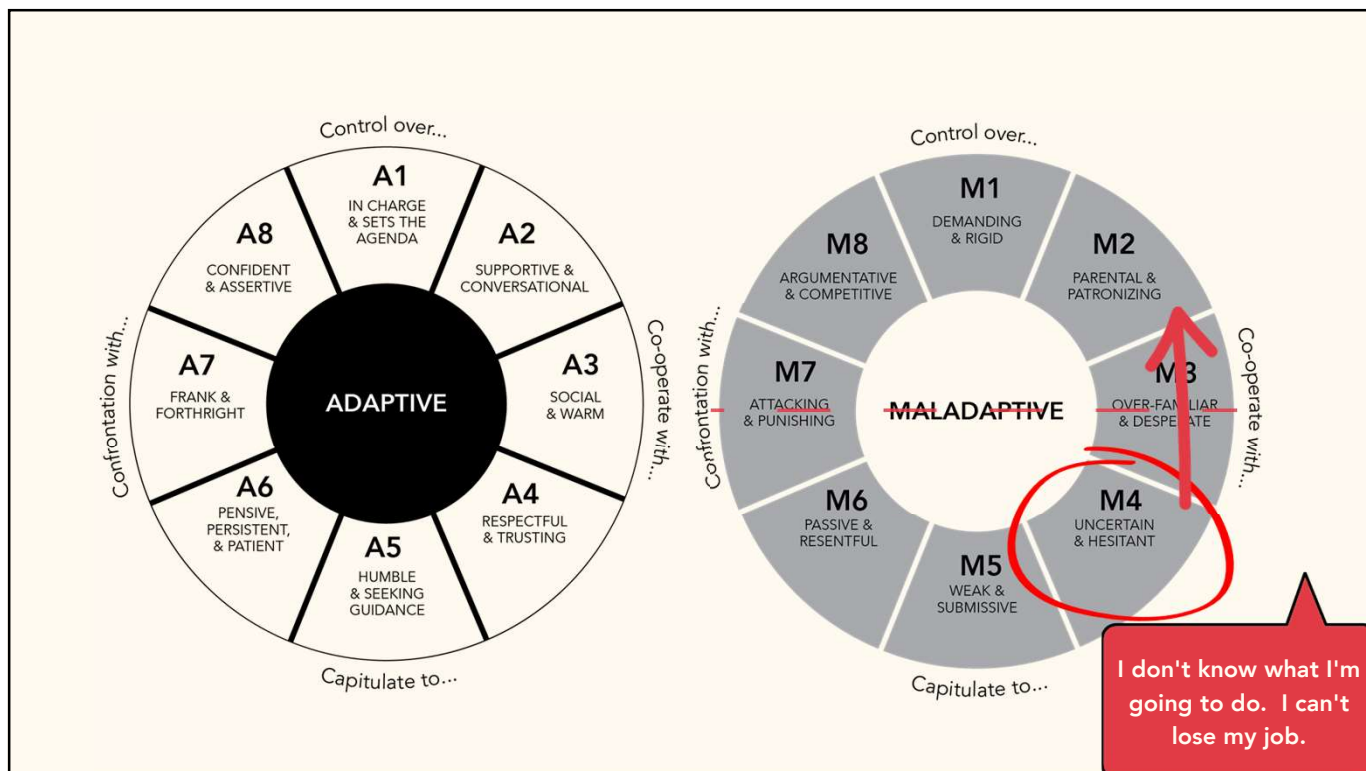 Control over...
A1
IN CHARGE
& SETS THE
AGENDA
A2
SUPPORTIVE &
CONVERSATIONAL
A3
SOCIAL
& WARM
Co-operate with...
A4
RESPECTFUL
& TRUSTING
A5
HUMBLE
& SEEKING
GUIDANCE
Capitulate to...
A6
PENSIVE,
PERSISTENT,
& PATIENT
A7
FRANK &
FORTHRIGHT
Confrontation with...
A8
CONFIDENT
& ASSERTIVE
ADAPTIVE
Control over...
M1
DEMANDING
& RIGID
M2
PARENTAL &
PATRONIZING
M3
OVER-FAMILIAR
& DESPERATE
Co-operate with...
M4
UNCERTAIN
& HESITANT
M5
WEAK &
SUBMISSIVE
Capitulate to...
M6
PASSIVE &
RESENTFUL
M7
ATTACKING
& PUNISHING
Confrontation with...
M8
ARGUMENTATIVE
& COMPETITIVE
MALADAPTIVE
I don't know what I'm
going to do. I can't
lose my job.